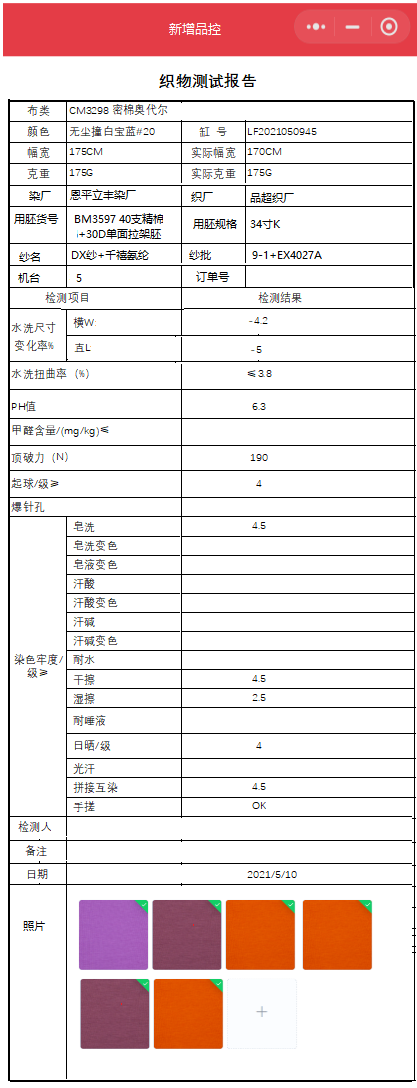 新增品控
织物测试报告
布类 CM3298 密棉奥代尔
颜色 无尘撞白宝蓝#20 缸 号 LF2021050945
幅宽 175CM 实际幅宽 170CM
克重 175G 实际克重 175G
染厂 恩平立丰染厂 织厂 品超织厂
用胚货号 BM3597 40支精棉 用胚规格 34寸K
+30D单面拉架胚
纱名 DX纱+千禧氨纶 纱批 9-1+EX4027A
机台 5 订单号
检测项目 检测结果
水洗尺寸 横W: -4.2
变化率% 直L: -5
水洗扭曲率（%） ≤3.8
PH值 6.3
甲醛含量/(mg/kg)≤
顶破力（N） 190
起球/级≥ 4
爆针孔
皂洗 4.5
皂洗变色
皂液变色
汗酸
汗酸变色
汗碱
汗碱变色
染色牢度/ 耐水
级≥
干擦 4.5
湿擦 2.5
耐唾液
日晒/级 4
光汗
拼接互染 4.5
手搓 OK
检测人
备注
日期 2021/5/10
照片